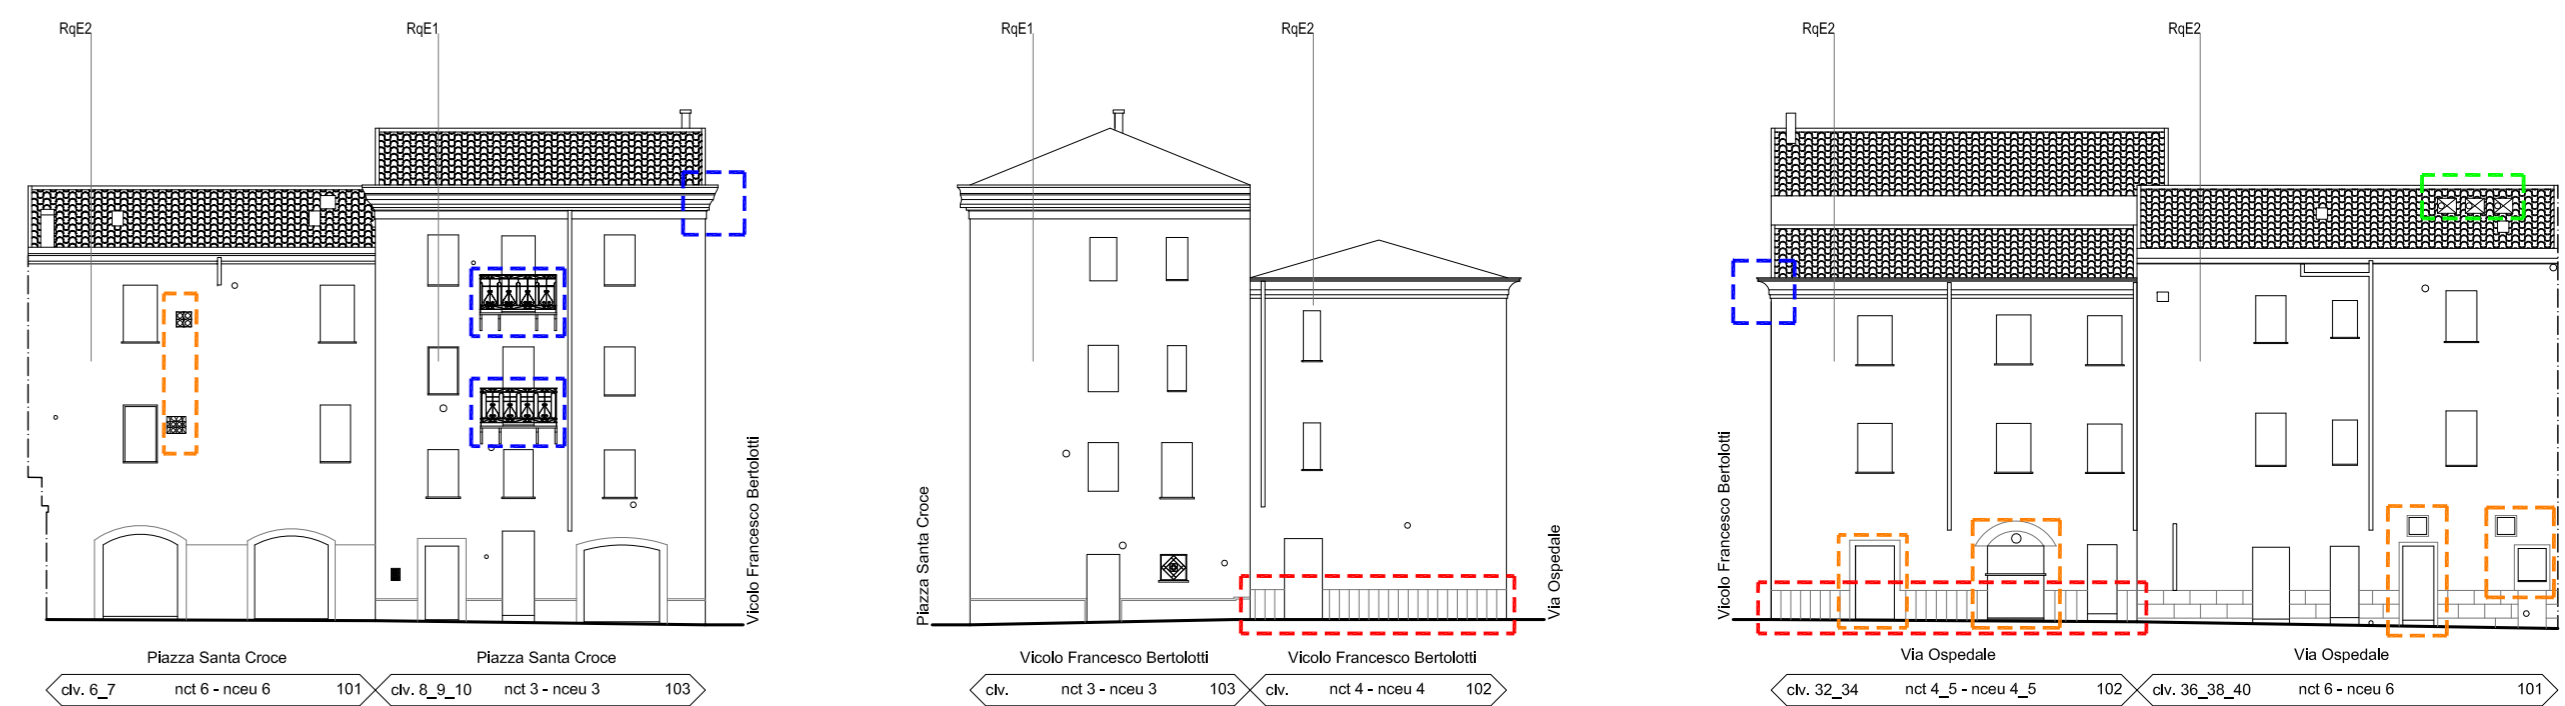 RqE2
RqE1
RqE1
RqE2
RqE2
RqE2
Vicolo Francesco Bertolotti
Piazza Santa Croce
Via Ospedale
Vicolo Francesco Bertolotti
Piazza Santa Croce
Piazza Santa Croce
Vicolo Francesco Bertolotti
Vicolo Francesco Bertolotti
Via Ospedale
Via Ospedale
clv. 6_7 nct 6 - nceu 6 101
clv. 8_9_10 nct 3 - nceu 3 103
clv. nct 3 - nceu 3 103
clv. nct 4 - nceu 4 102
clv. 32_34 nct 4_5 - nceu 4_5 102
clv. 36_38_40 nct 6 - nceu 6 101